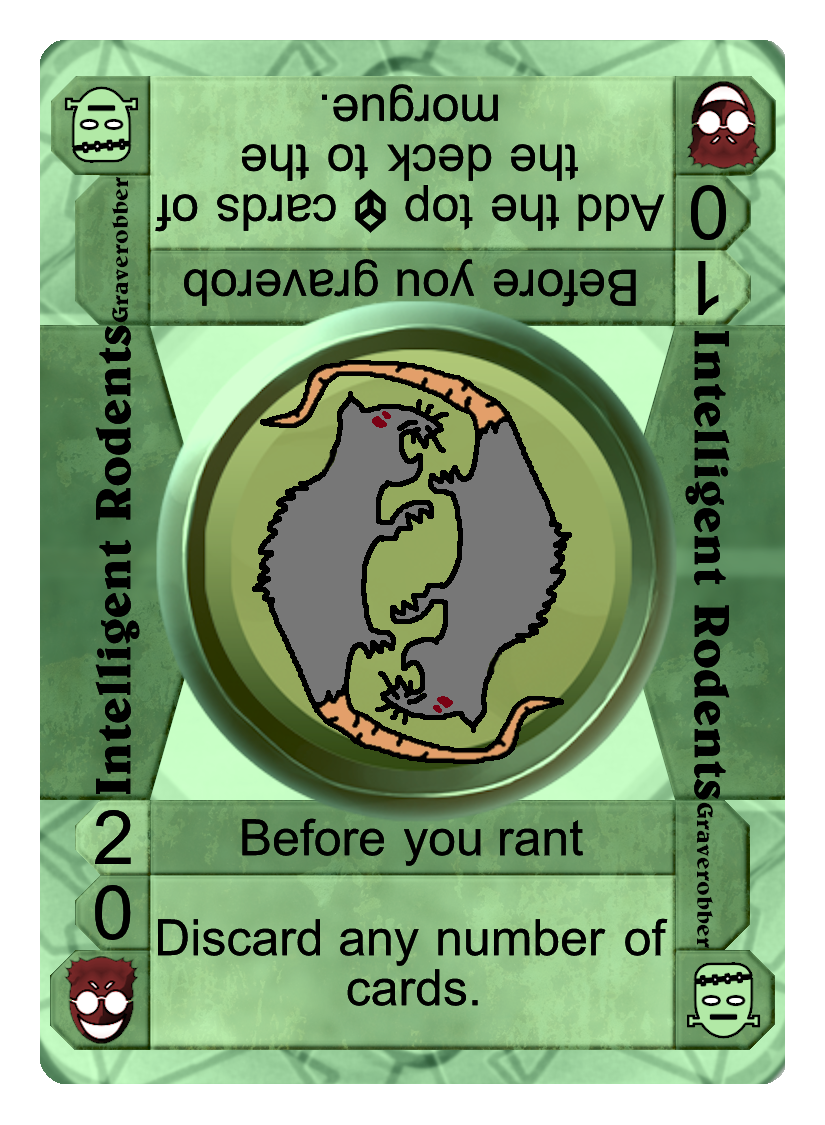 Before you graverob
Add the top cards of
the deck to the
morgue.
1
0
Intelligent Rodents
Graverobber
Intelligent Rodents
Graverobber
2
Before you rant
0
Discard any number of
cards.